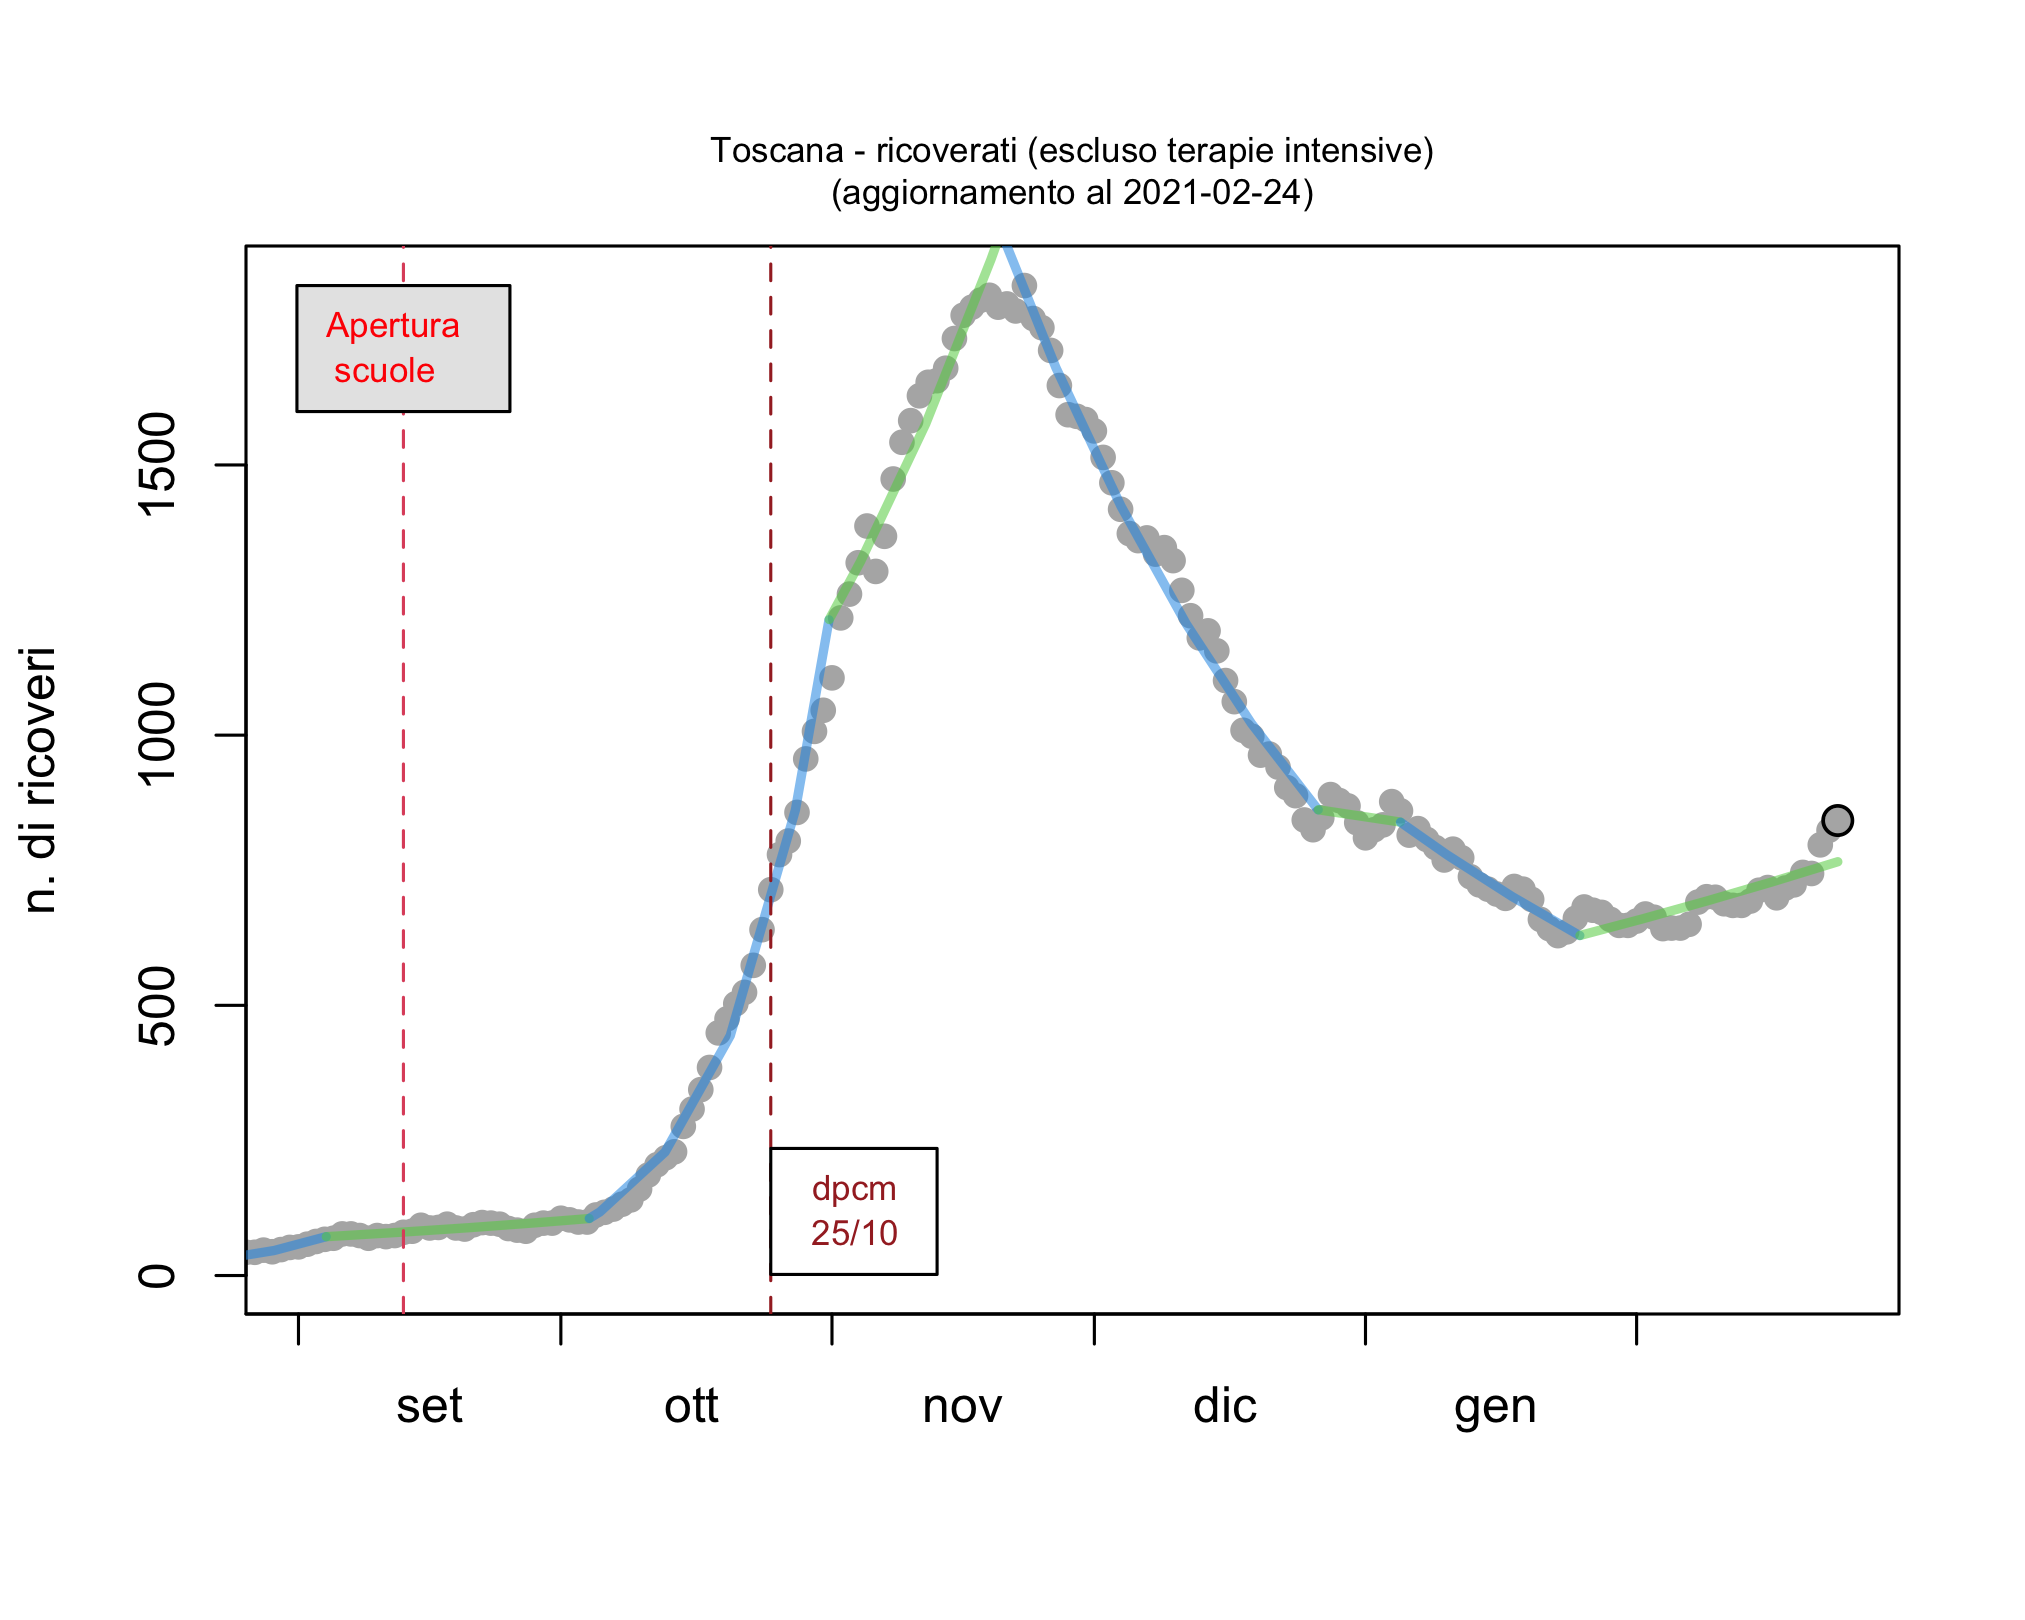 Toscana - ricoverati (escluso terapie intensive)
(aggiornamento al 2021-02-24)
Apertura
scuole
n. di ricoveri
1500
1000
500
0
dpcm
25/10
set ott nov dic gen